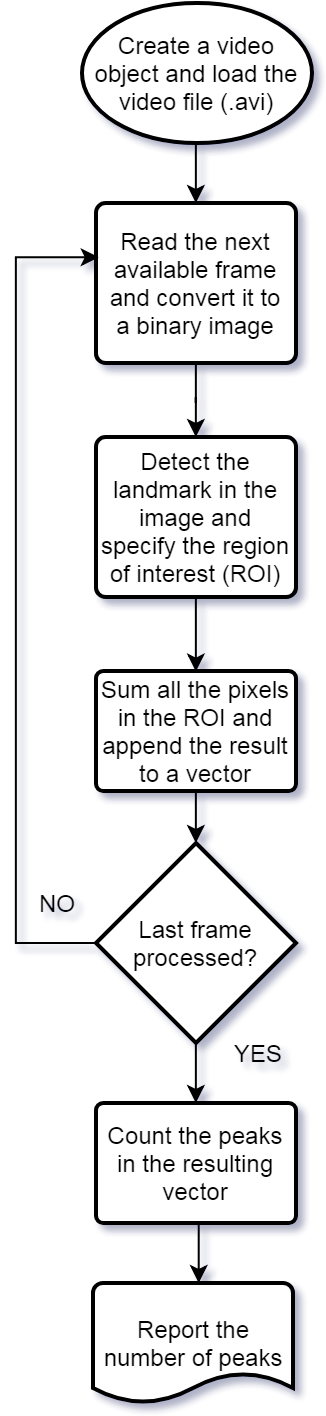 Create a video
object and load the
video file (.avi)
Read the next
available frame
and convert it to
a binary image
Detect the
landmark in the
image and
specify the region
of interest (ROI)
Sum all the pixels
in the ROI and
append the result
to a vector
NO
Last frame
processed?
YES
Count the peaks
in the resulting
vector
Report the
number of peaks